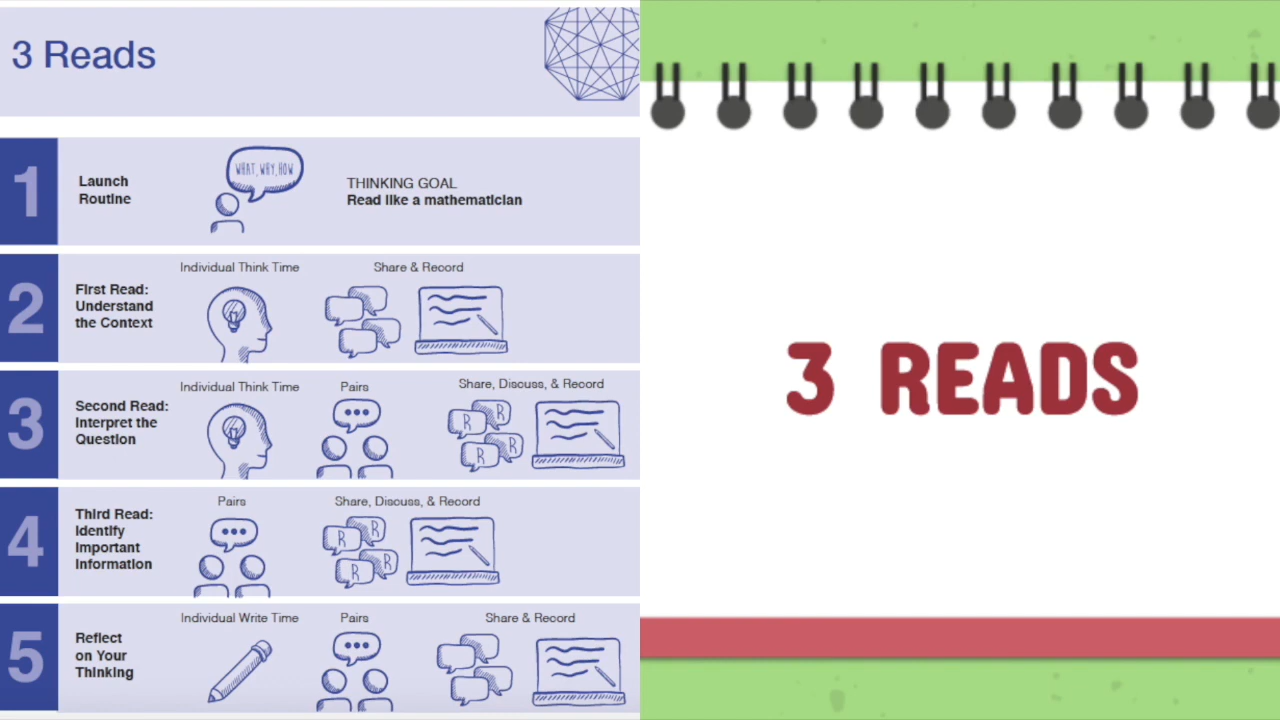 3 Reads
1
Launch
Routine
WHAT, WHY, HOW
THINKING GOAL
Read like a mathematician
2
First Read:
Understand
the Context
Individual Think Time
Share & Record
3
Second Read:
Interpret the
Question
Individual Think Time
Pairs
Share, Discuss, & Record
R
R
R
R
4
Third Read:
Identify
Important
Information
Pairs
Share, Discuss, & Record
R
R
R
R
5
Reflect
on Your
Thinking
Individual Write Time
Pairs
Share & Record
3 READS